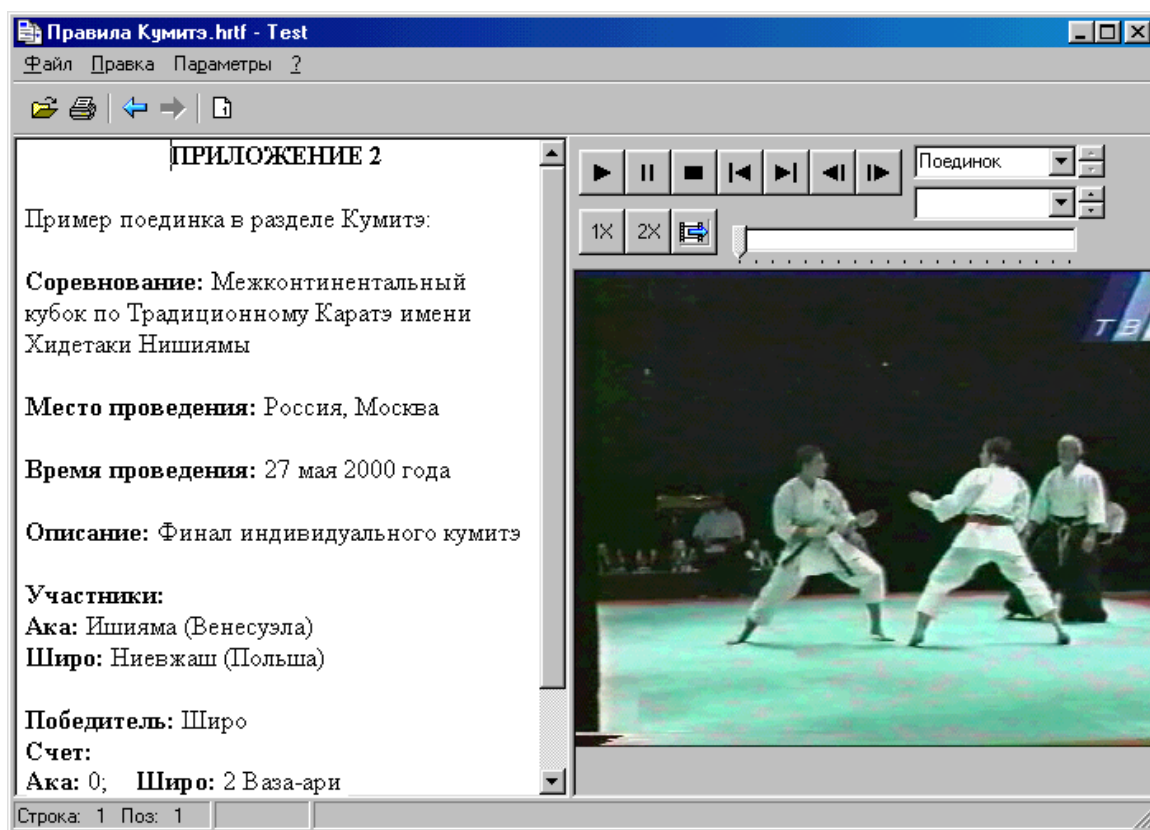 Правила Кумитэ.hrtf - Test
Файл Правка Параметры ?
1
ПРИЛОЖЕНИЕ 2
Пример поединка в разделе Кумитэ:
Соревнование: Межконтинентальный
кубок по Традиционному Каратэ имени
Хидетаки Нишиямы
Место проведения: Россия, Москва
Время проведения: 27 мая 2000 года
Описание: Финал индивидуального кумитэ
Участники:
Ака: Ишияма (Венесуэла)
Широ: Ниевжаш (Польша)
Победитель: Широ
Счет:
Ака: 0; Широ: 2 Ваза-ари
Поединок
1X 2X
ТВ
Строка: 1 Поз: 1